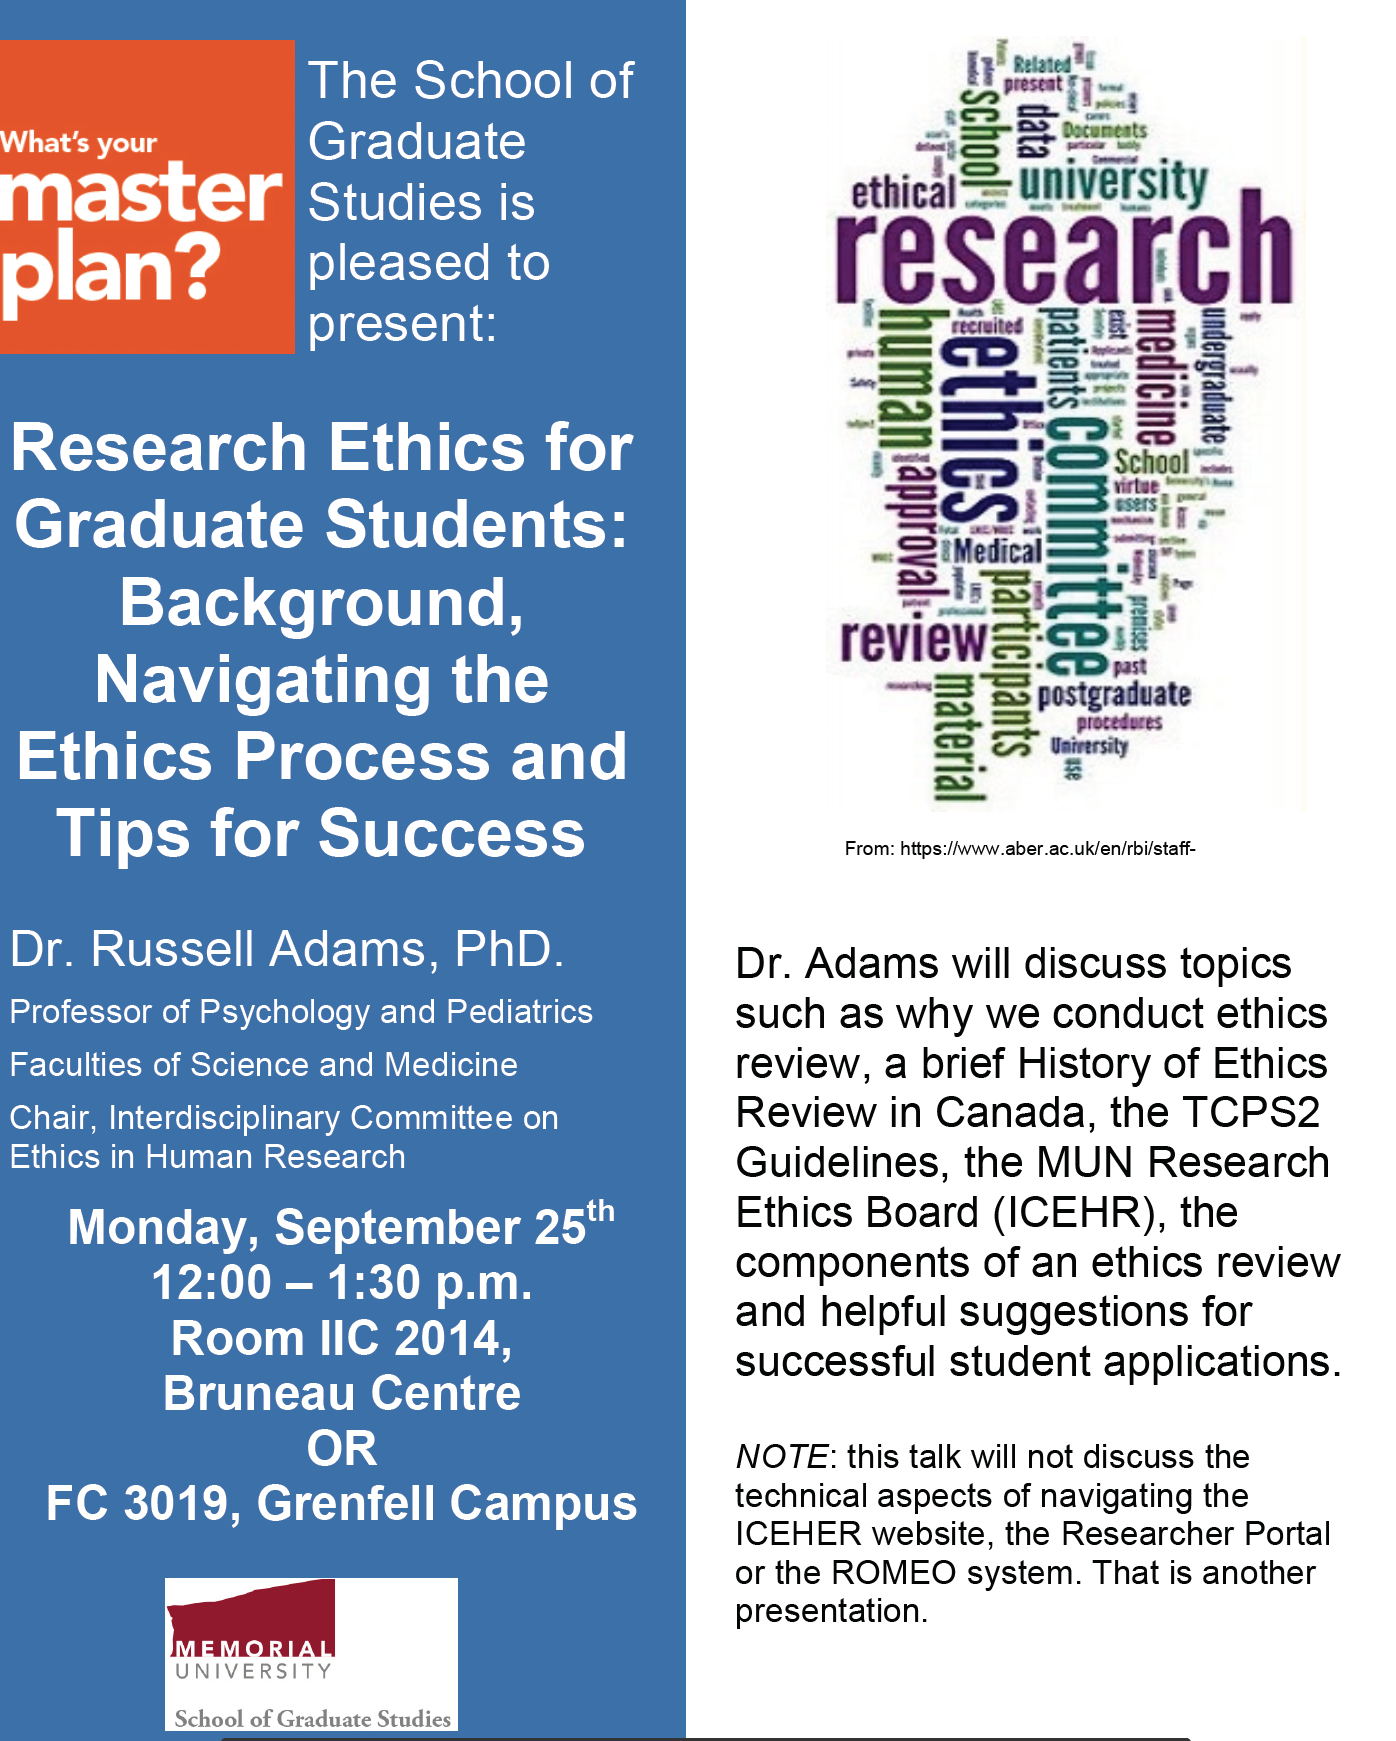 What's your
master
plan?
The School of
Graduate
Studies is
pleased to
present:
Research Ethics for
Graduate Students:
Background,
Navigating the
Ethics Process and
Tips for Success
Dr. Russell Adams, PhD.
Professor of Psychology and Pediatrics
Faculties of Science and Medicine
Chair, Interdisciplinary Committee on
Ethics in Human Research
Monday, September 25th
12:00 – 1:30 p.m.
Room IIC 2014,
Bruneau Centre
OR
FC 3019, Grenfell Campus
MEMORIAL
UNIVERSITY
School of Graduate Studies
Related
present
school
data
Documents
particular
ethical
university
research
human
recruited
ethics
patients
exist
medicine
undergraduate
committee
approval
School
virtue
users
Medical
participants
review
premises
past
postgraduate
material
procedures
University
use
researching
From: https://www.aber.ac.uk/en/rbi/staff-
Dr. Adams will discuss topics
such as why we conduct ethics
review, a brief History of Ethics
Review in Canada, the TCPS2
Guidelines, the MUN Research
Ethics Board (ICEHR), the
components of an ethics review
and helpful suggestions for
successful student applications.
NOTE: this talk will not discuss the
technical aspects of navigating the
ICEHER website, the Researcher Portal
or the ROMEO system. That is another
presentation.